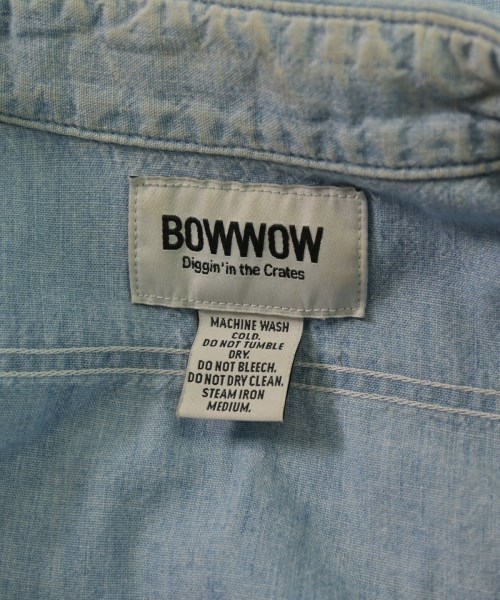 BOWWOW
Diggin' in the Crates
MACHINE WASH
COLD.
DO NOT TUMBLE
DRY.
DO NOT BLEECH.
DO NOT DRY CLEAN.
STEAM IRON
MEDIUM.